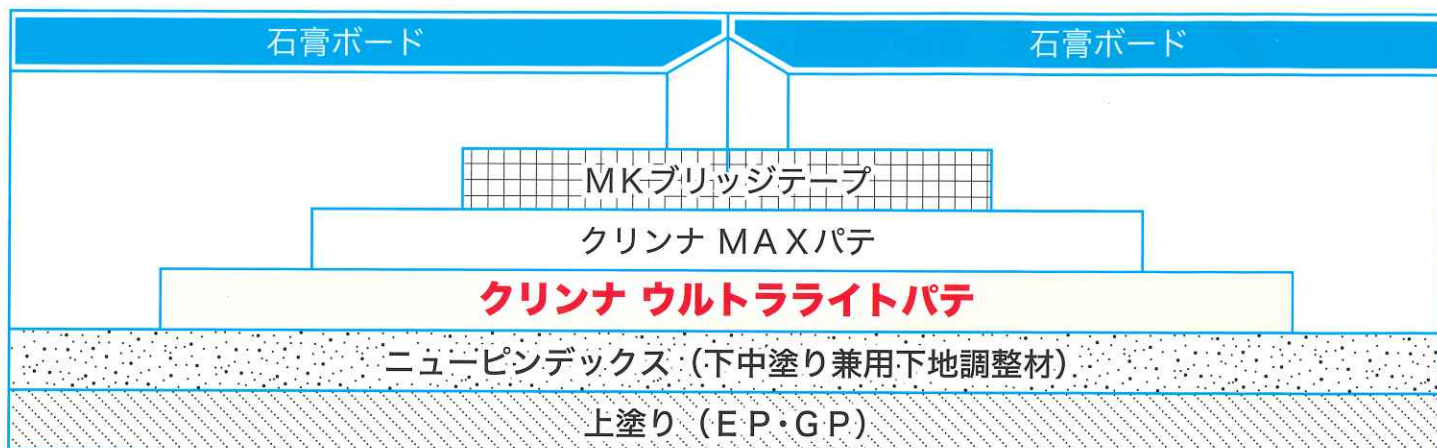 石膏ボード
石膏ボード
MKブリッジテープ
クリンナ MAXパテ
クリンナ ウルトラライトパテ
ニューピンデックス(下中塗り兼用下地調整材)
上塗り(EP・GP)